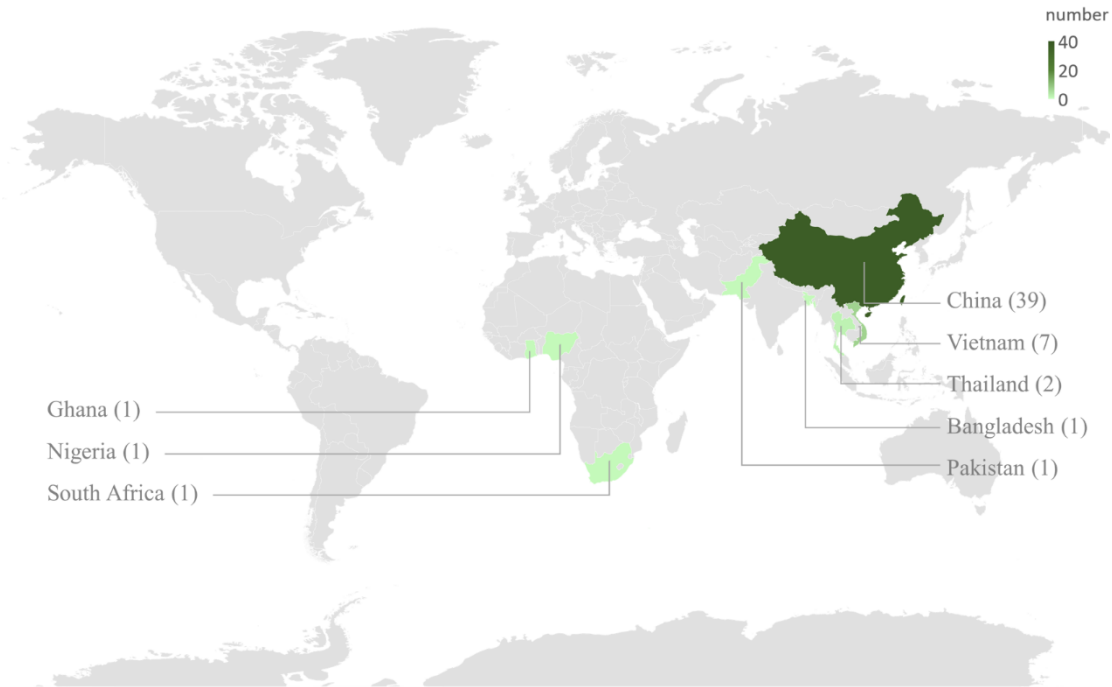 number
40
20
0
China (39)
Vietnam (7)
Thailand (2)
Bangladesh (1)
Pakistan (1)
Ghana (1)
Nigeria (1)
South Africa (1)